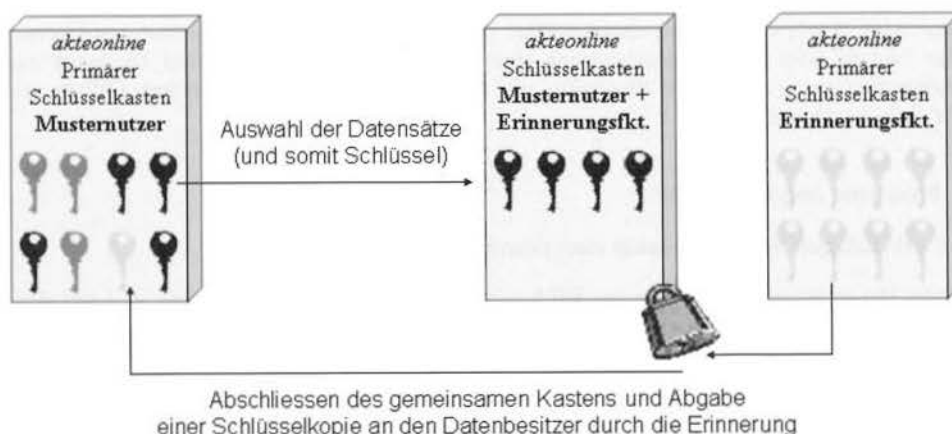 akteonline
Primärer
Schlüsselkasten
Musternutzer
Auswahl der Datensätze
(und somit Schlüssel)
akteonline
Schlüsselkasten
Musternutzer +
Erinnerungsfkt.
akteonline
Primärer
Schlüsselkasten
Erinnerungsfkt.
Abschliessen des gemeinsamen Kastens und Abgabe
einer Schlüsselkopie an den Datenbesitzer durch die Erinnerung